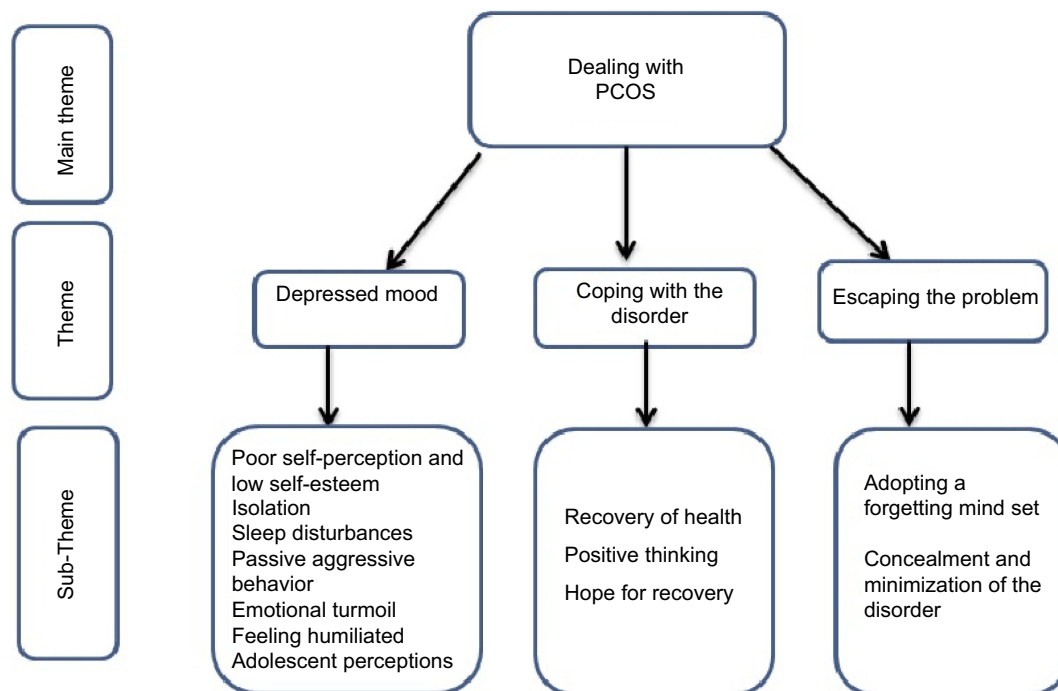 Main theme
Dealing with
PCOS
Theme
Depressed mood
Coping with the
disorder
Escaping the problem
Sub-Theme
Poor self-perception and
low self-esteem
Isolation
Sleep disturbances
Passive aggressive
behavior
Emotional turmoil
Feeling humiliated
Adolescent perceptions
Recovery of health
Positive thinking
Hope for recovery
Adopting a
forgetting mind set
Concealment and
minimization of the
disorder